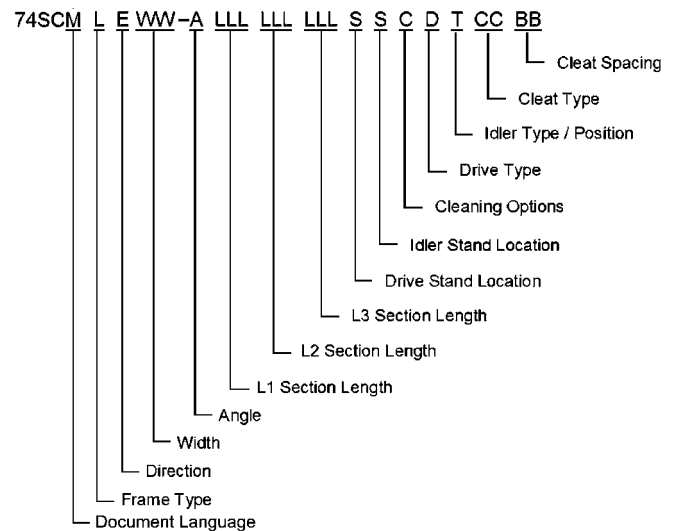 74SCM L E WW-A LLL LLL LLL S S C D T CC BB
Cleat Spacing
Cleat Type
Idler Type / Position
Drive Type
Cleaning Options
Idler Stand Location
Drive Stand Location
L3 Section Length
L2 Section Length
L1 Section Length
Angle
Width
Direction
Frame Type
Document Language